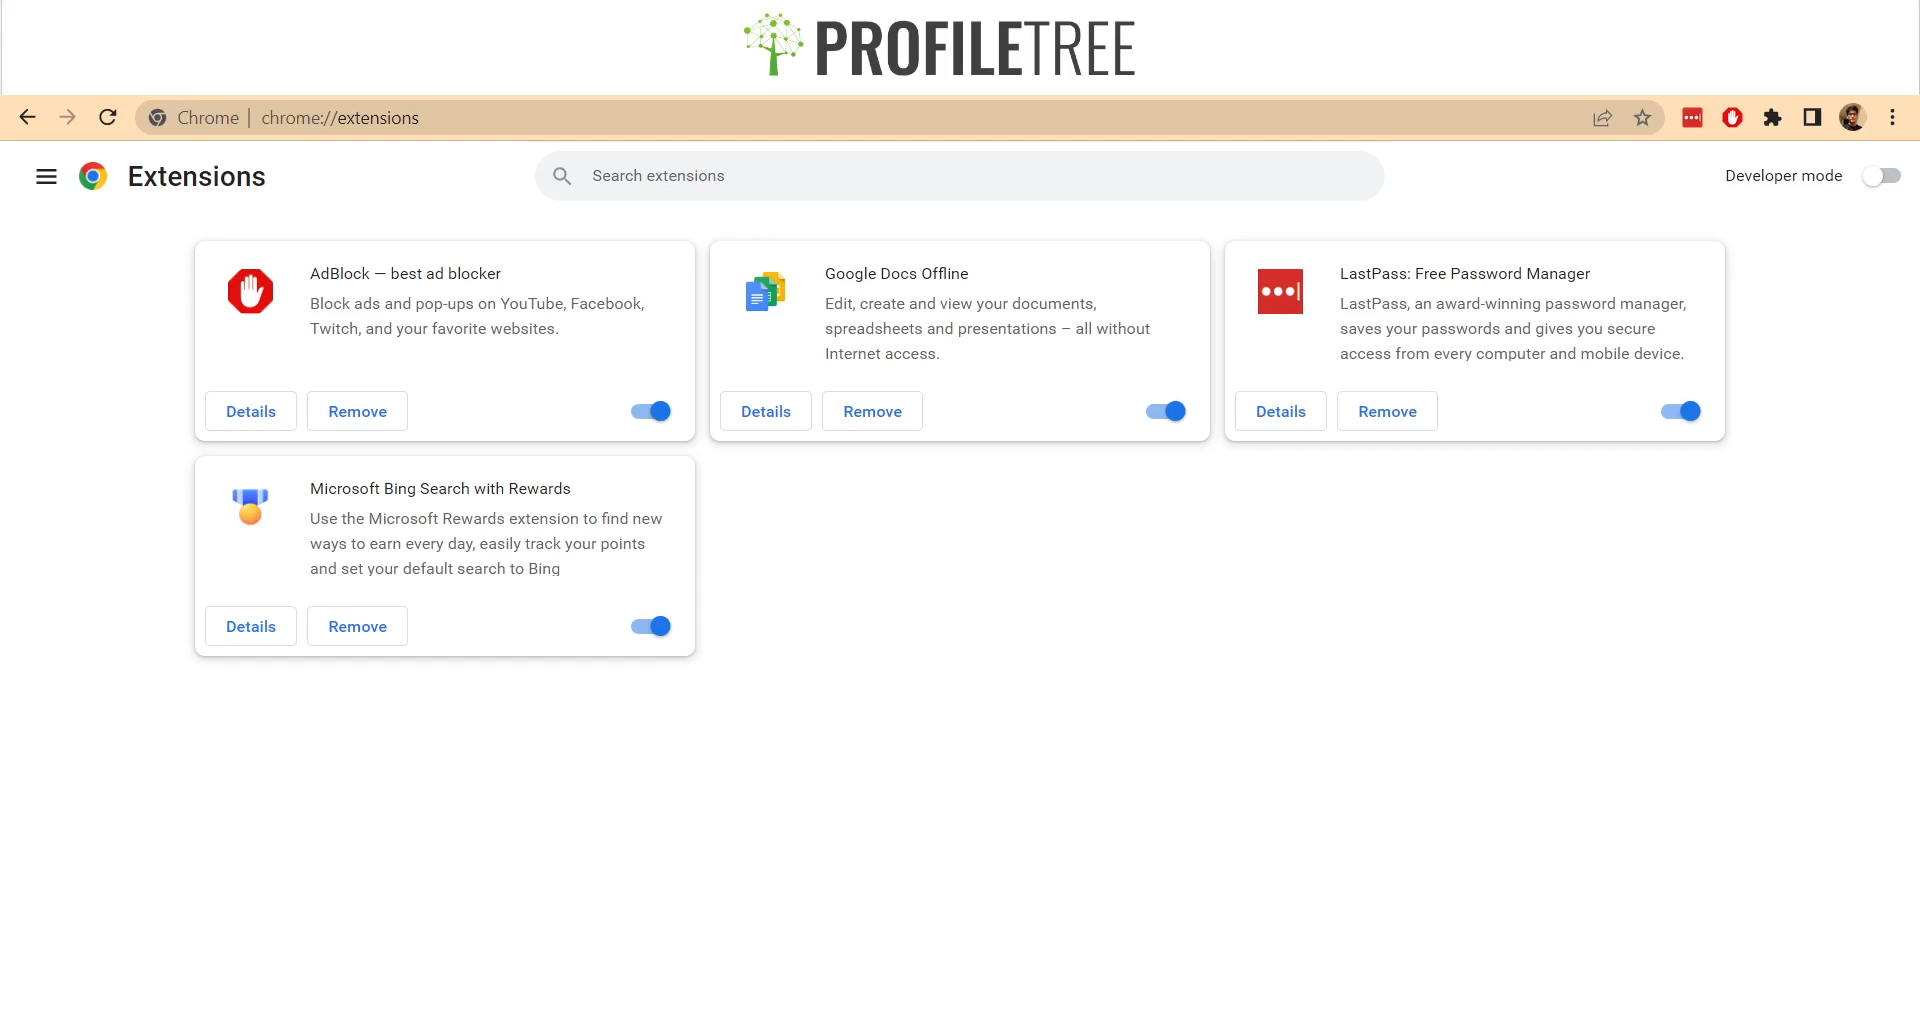 PROFILETREE
Chrome | chrome://extensions
Extensions
Search extensions
Developer mode
AdBlock — best ad blocker
Block ads and pop-ups on YouTube, Facebook,
Twitch, and your favorite websites.
Details
Remove
Google Docs Offline
Edit, create and view your documents,
spreadsheets and presentations – all without
Internet access.
Details
Remove
LastPass: Free Password Manager
LastPass, an award-winning password manager,
saves your passwords and gives you secure
access from every computer and mobile device.
Details
Remove
Microsoft Bing Search with Rewards
Use the Microsoft Rewards extension to find new
ways to earn every day, easily track your points
and set your default search to Bing
Details
Remove